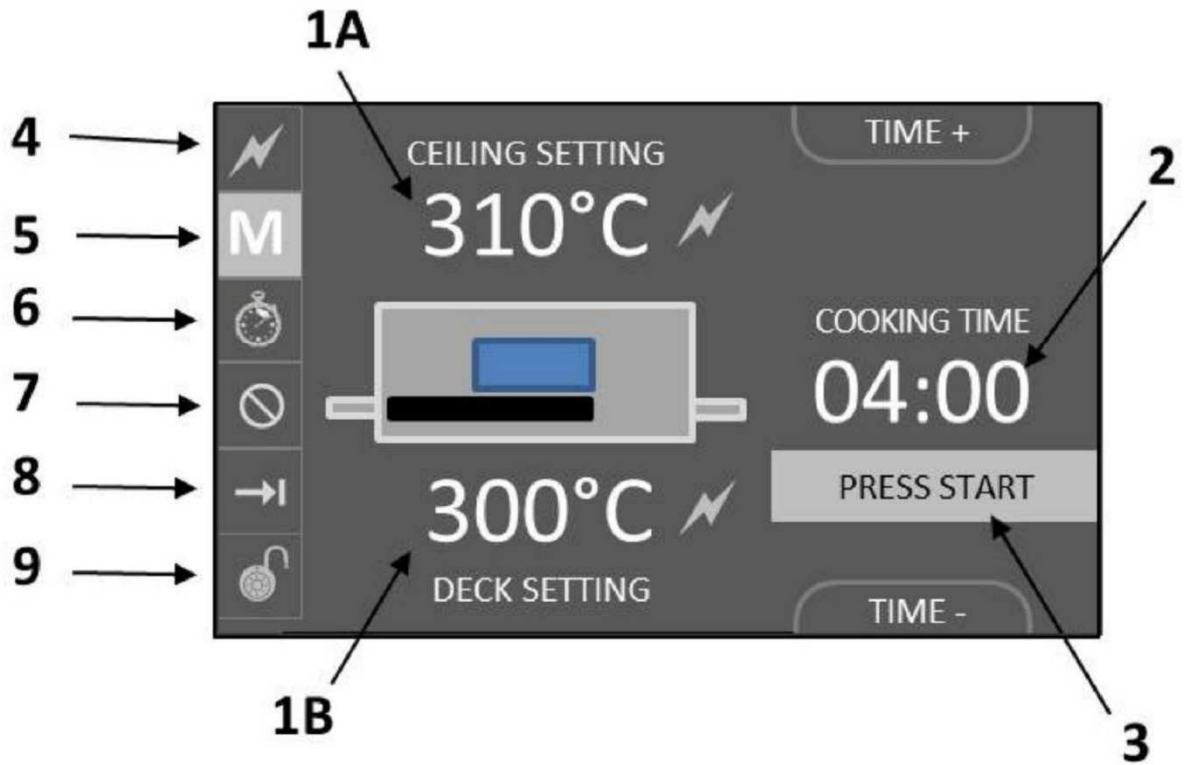 1A
4
CEILING SETTING
TIME +
310°C
2
5
M
6
COOKING TIME
04:00
7
8
300°C
PRESS START
9
DECK SETTING
TIME -
1B
3